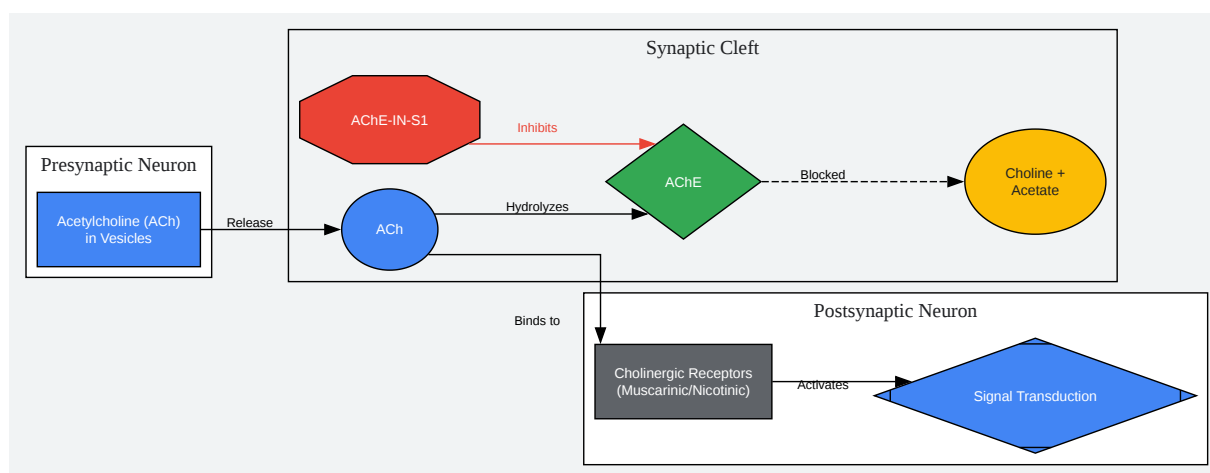 Synaptic Cleft
AChE-IN-S1
Inhibits
Presynaptic Neuron
Acetylcholine (ACh)
in Vesicles
Release
ACh
Hydrolyzes
AChE
Blocked
Choline +
Acetate
Binds to
Postsynaptic Neuron
Cholinergic Receptors
(Muscarinic/Nicotinic)
Activates
Signal Transduction